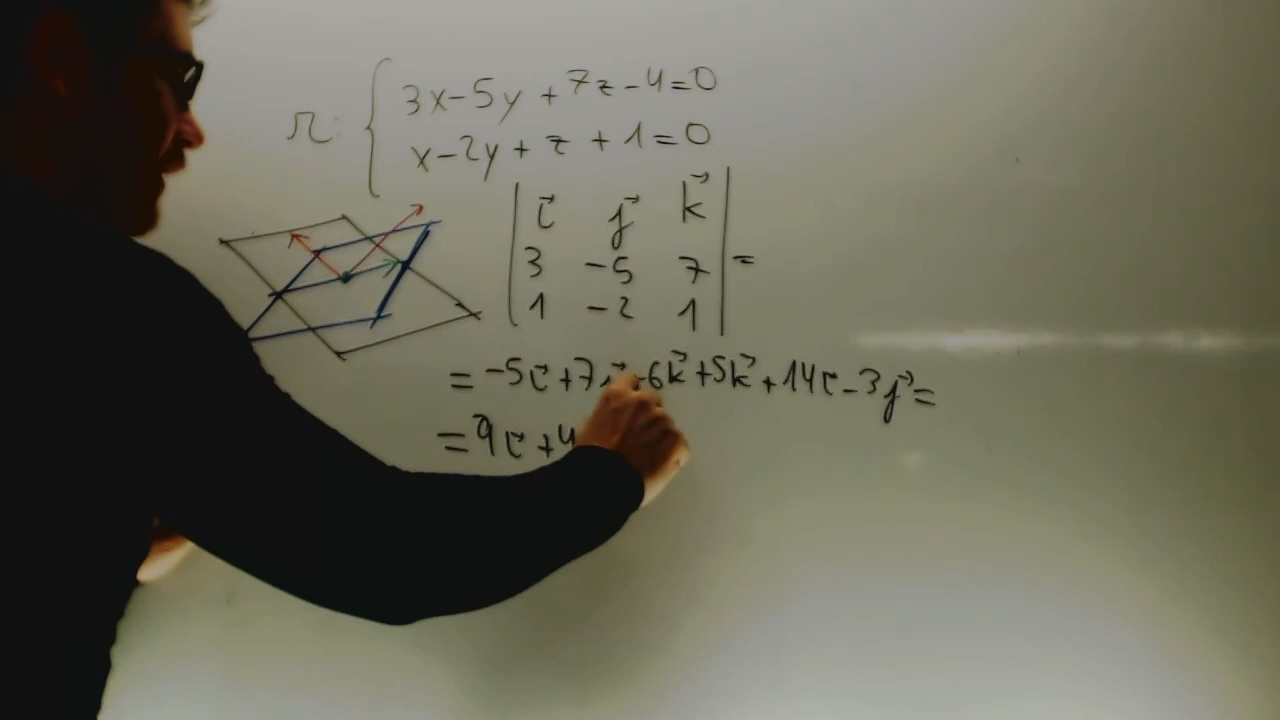 r: { 3x-5y+7z-4=0
x-2y+z+1=0
| i⃗ j⃗ k⃗ |
| 3 -5 7 | =
| 1 -2 1 |
= -5i⃗+7j⃗-6k⃗+5k⃗+14i⃗-3j⃗=
= 9i⃗+4